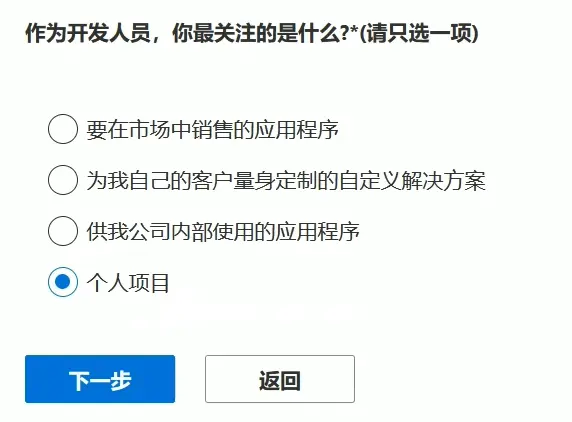 作为开发人员，你最关注的是什么?*(请只选一项)
要在市场中销售的应用程序
为我自己的客户量身定制的自定义解决方案
供我公司内部使用的应用程序
个人项目
下一步
返回